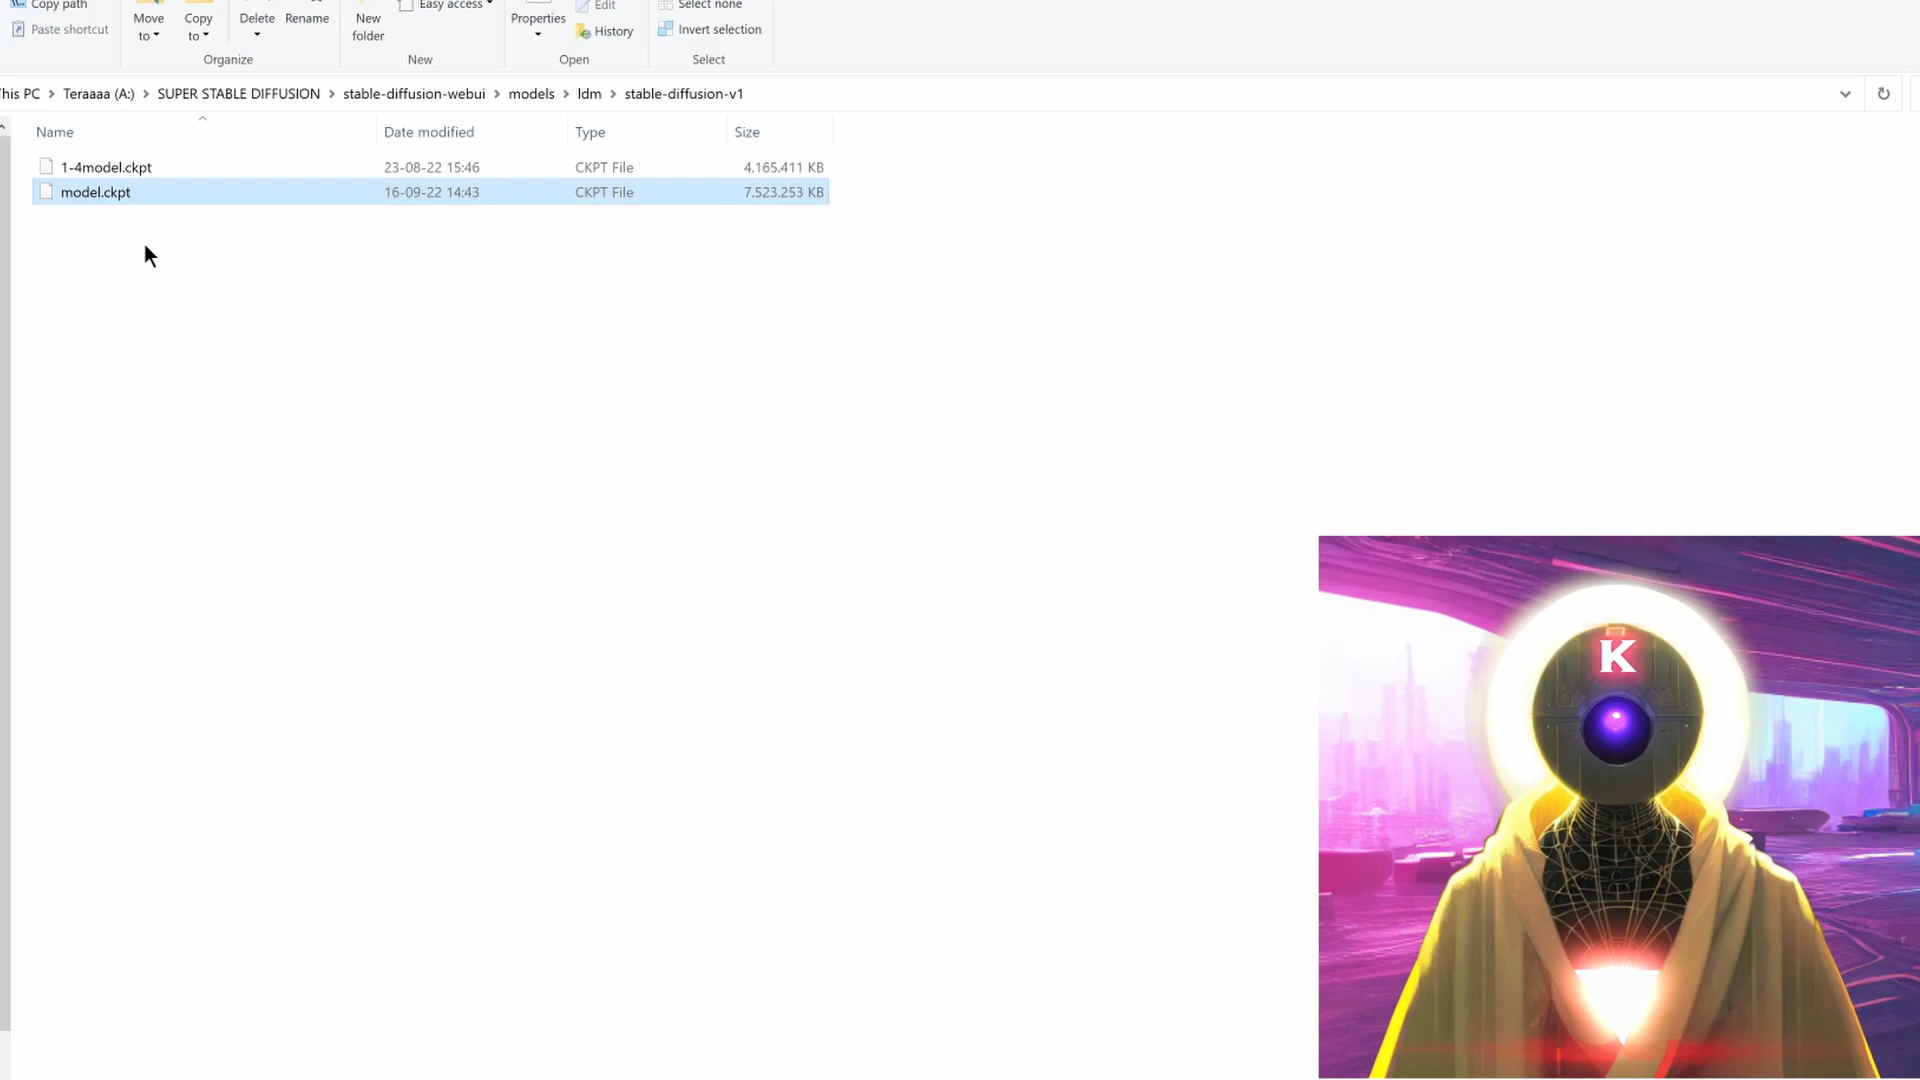 Copy path
Paste shortcut
Move to
Copy to
Delete
Rename
Organize
New folder
Easy access
New
Properties
Edit
History
Open
Select none
Invert selection
Select
his PC > Teraaaa (A:) > SUPER STABLE DIFFUSION > stable-diffusion-webui > models > ldm > stable-diffusion-v1
Name Date modified Type Size
1-4model.ckpt 23-08-22 15:46 CKPT File 4.165.411 KB
model.ckpt 16-09-22 14:43 CKPT File 7.523.253 KB
K